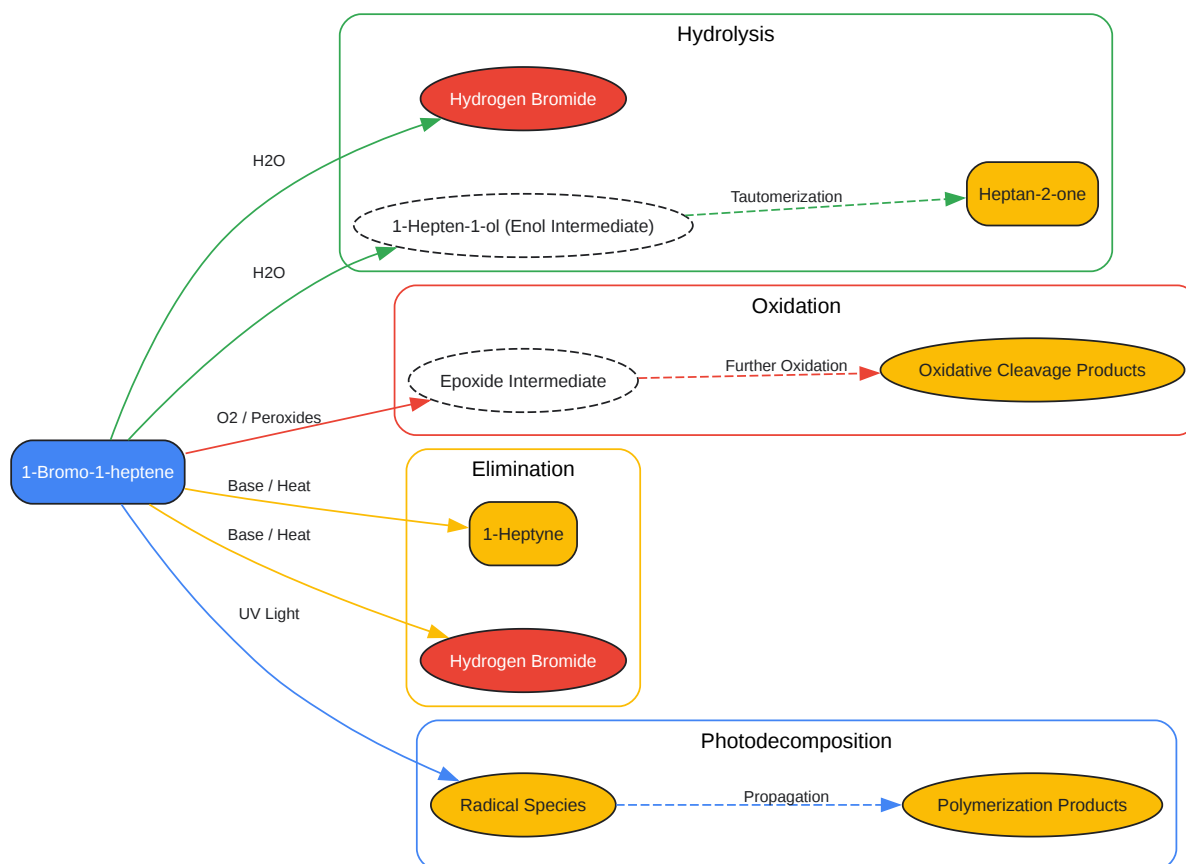 Hydrolysis
Hydrogen Bromide
H2O
Heptan-2-one
Tautomerization
1-Hepten-1-ol (Enol Intermediate)
H2O
Oxidation
Further Oxidation
Oxidative Cleavage Products
Epoxide Intermediate
O2 / Peroxides
1-Bromo-1-heptene
Elimination
Base / Heat
1-Heptyne
Base / Heat
UV Light
Hydrogen Bromide
Photodecomposition
Radical Species
Propagation
Polymerization Products